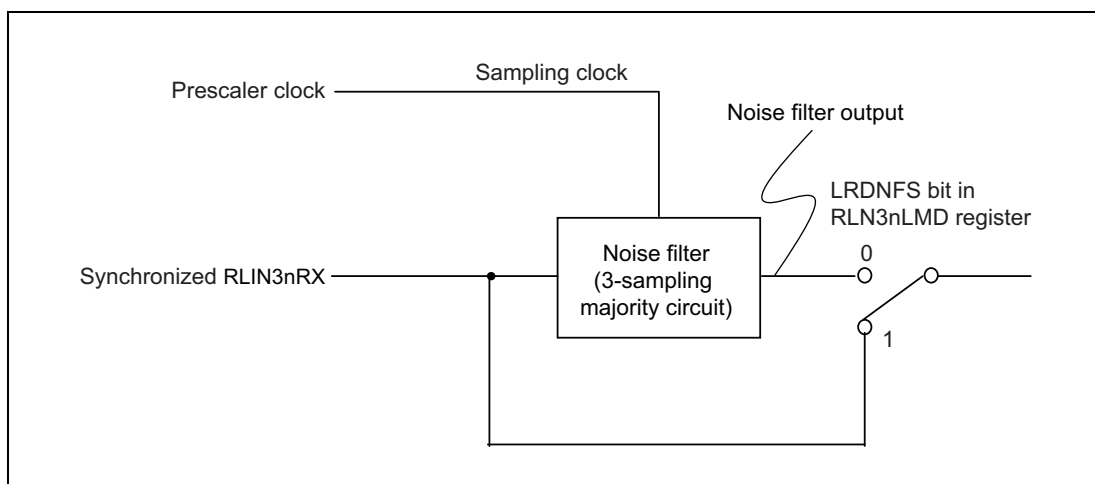 Sampling clock
Prescaler clock
Noise filter output
LRDNFS bit in
RLN3nLMD register
Synchronized RLIN3nRX
Noise filter
(3-sampling
majority circuit)
0
1